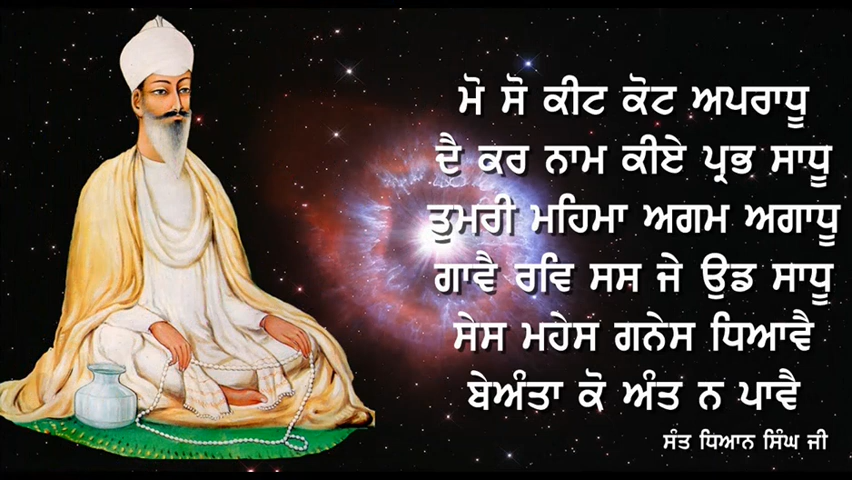 ਮੋ ਸੋ ਕੀਟ ਕੋਟ ਅਪਰਾਧੂ
ਦੈ ਕਰ ਨਾਮ ਕੀਏ ਪ੍ਰਭ ਸਾਧੂ
ਤੁਮਰੀ ਮਹਿਮਾ ਅਗਮ ਅਗਾਧੂ
ਗਾਵੈ ਰਵਿ ਸਸ ਜੇ ਉਡ ਸਾਧੂ
ਸੇਸ ਮਹੇਸ ਗਨੇਸ ਧਿਆਵੈ
ਬੇਅੰਤਾ ਕੋ ਅੰਤ ਨ ਪਾਵੈ
ਸੰਤ ਧਿਆਨ ਸਿੰਘ ਜੀ